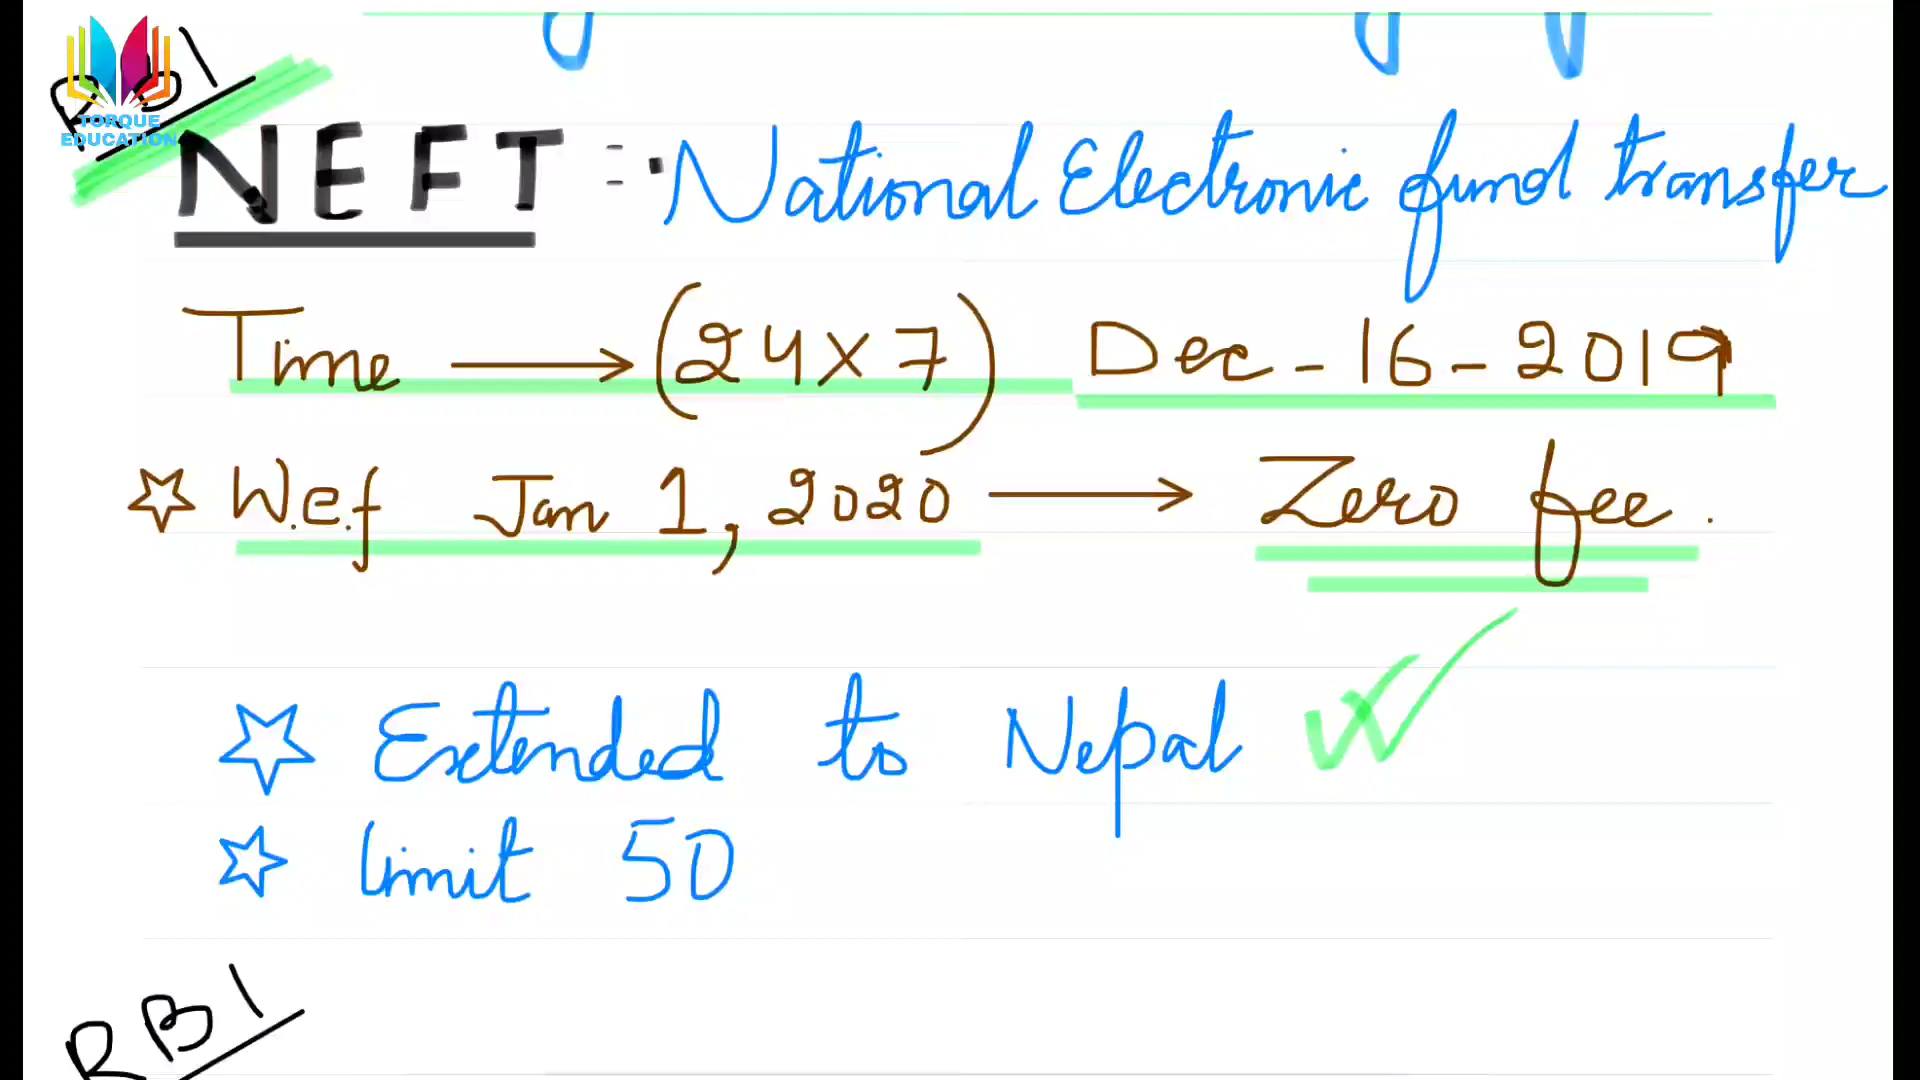 RBI
TORQUE
EDUCATION
NEFT = National Electronic fund transfer
Time → (24x7) Dec - 16 - 2019
☆ W.e.f Jan 1, 2020 → Zero fee.
☆ Extended to Nepal
☆ limit 50
RBI